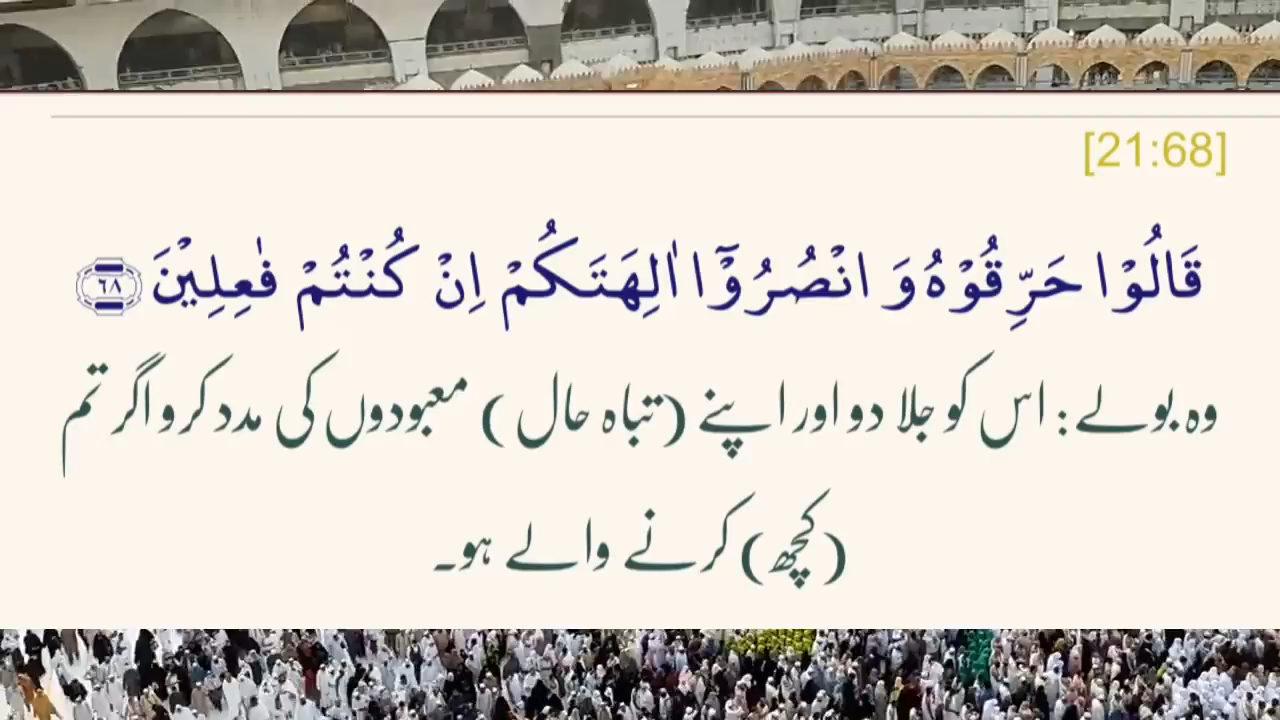 [21:68]
قَالُوْا حَرِّقُوْهُ وَ انْصُرُوْۤا اٰلِهَتَكُمْ اِنْ كُنْتُمْ فٰعِلِیْنَ ﴿۶۸﴾
وہ بولے: اس کو جلا دو اور اپنے (تباہ حال) معبودوں کی مدد کرو اگر تم
(کچھ) کرنے والے ہو۔